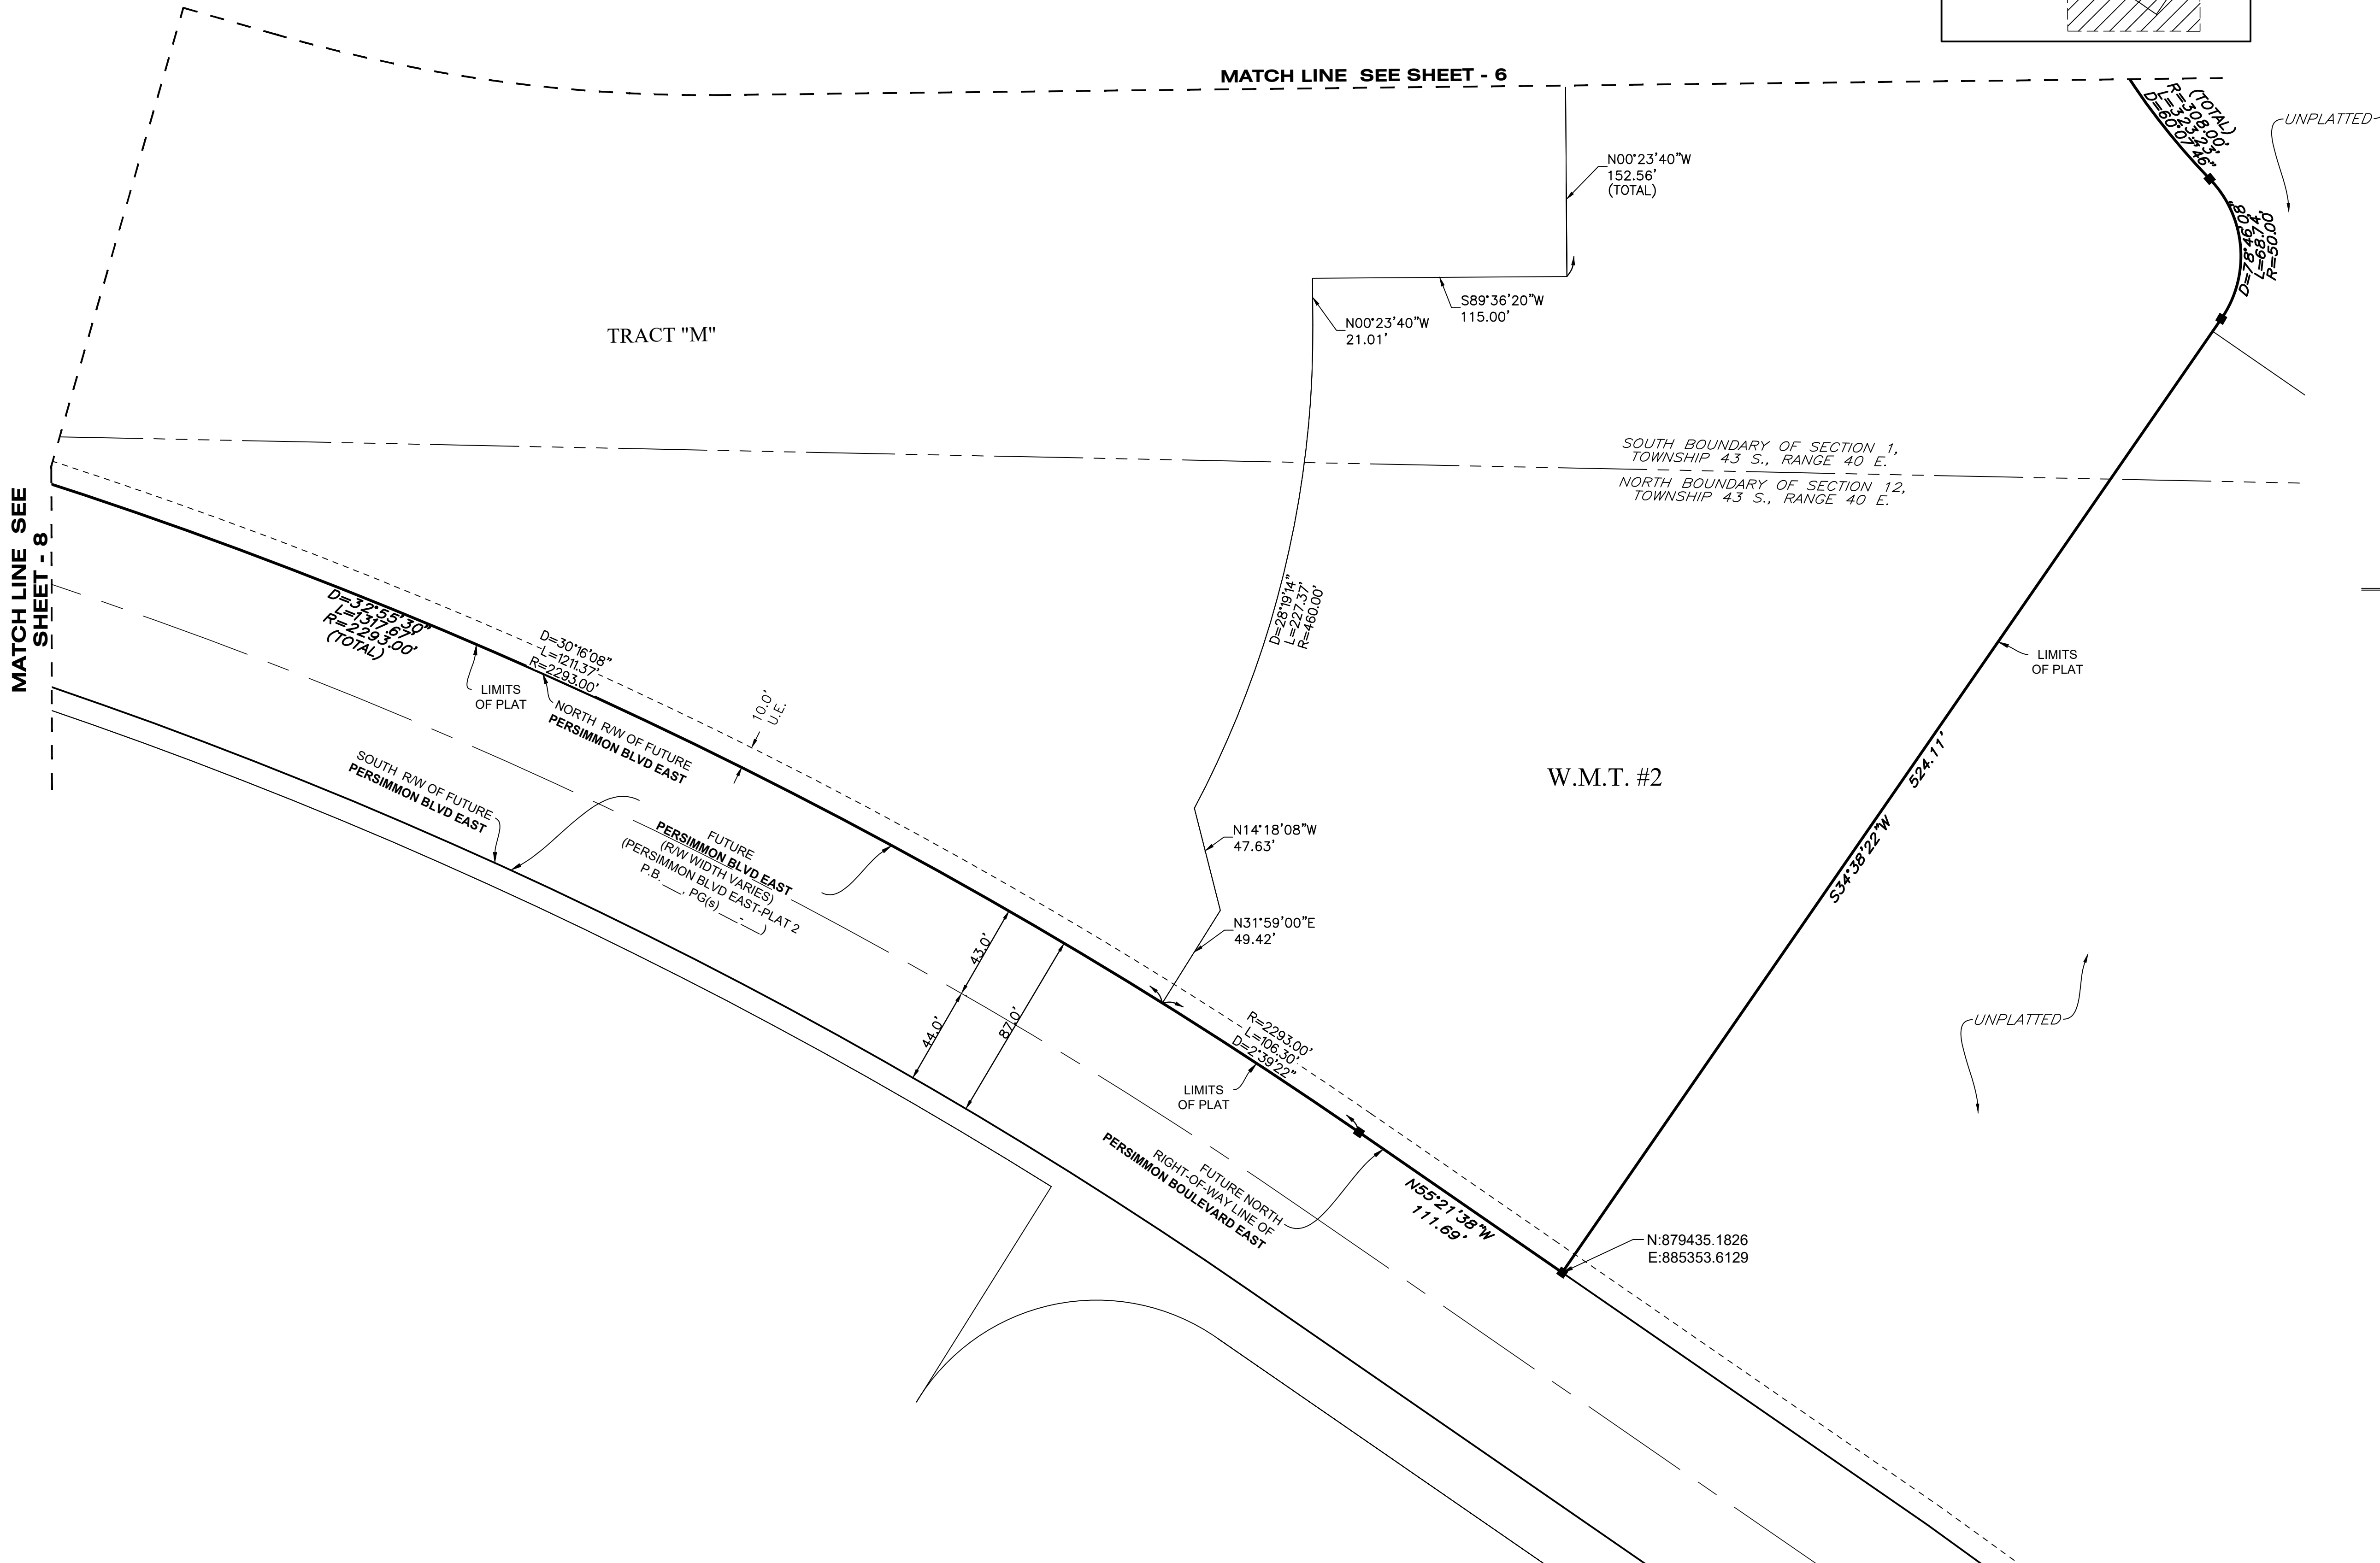 MATCH LINE  SEE SHEET - 6
(TOTAL)
R=308.00'
L=323.23'
D=60°07'46"
UNPLATTED
N00°23'40"W
152.56'
(TOTAL)
D=78°46'08"
L=68.74'
R=50.00'
S89°36'20"W
115.00'
N00°23'40"W
21.01'
TRACT "M"
SOUTH BOUNDARY OF SECTION 1,
TOWNSHIP 43 S., RANGE 40 E.
NORTH BOUNDARY OF SECTION 12,
TOWNSHIP 43 S., RANGE 40 E.
MATCH LINE  SEE
SHEET - 8
D=32°55'30"
L=1317.67'
R=2293.00'
(TOTAL)
D=30°16'08"
L=1211.37'
R=2293.00'
D=28°19'14"
L=227.37'
R=460.00'
LIMITS
OF PLAT
LIMITS
OF PLAT
10.0'
U.E.
NORTH  R/W OF FUTURE
PERSIMMON BLVD EAST
SOUTH  R/W OF FUTURE
PERSIMMON BLVD EAST
W.M.T. #2
524.11'
S34°38'22"W
FUTURE
PERSIMMON BLVD EAST
(R/W WIDTH VARIES)
(PERSIMMON BLVD EAST-PLAT 2
P.B. ___, PG(s) ___-___)
N14°18'08"W
47.63'
N31°59'00"E
49.42'
43.0'
44.0'
87.0'
R=2293.00'
L=106.30'
D=2°39'22"
LIMITS
OF PLAT
UNPLATTED
FUTURE NORTH
RIGHT-OF-WAY LINE OF
PERSIMMON BOULEVARD EAST
N55°21'38"W
111.69'
N:879435.1826
E:885353.6129